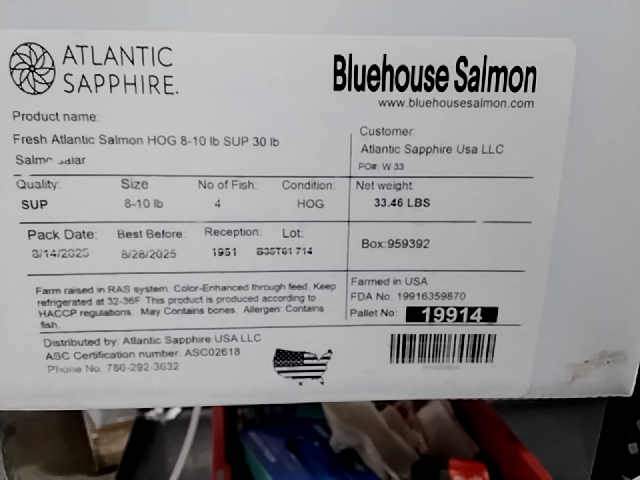 ATLANTIC
SAPPHIRE.
Bluehouse Salmon
www.bluehousesalmon.com
Product name:
Fresh Atlantic Salmon HOG 8-10 lb SUP 30 lb
Salmo salar
Customer:
Atlantic Sapphire Usa LLC
PO#: W 33
Quality: Size No of Fish: Condition: Net weight:
SUP 8-10 lb 4 HOG 33.46 LBS
Pack Date: Best Before: Reception: Lot:
8/14/2025 8/28/2025 1951
Box:959392
Farm raised in RAS system. Color-Enhanced through feed. Keep
refrigerated at 32-36F. This product is produced according to
HACCP regulations. May Contains bones. Allergen: Contains
fish.
Farmed in USA
FDA No. 19916359870
Pallet No: 19914
Distributed by: Atlantic Sapphire USA LLC
ASC Certification number: ASC02618
Phone No. 786-292-3632